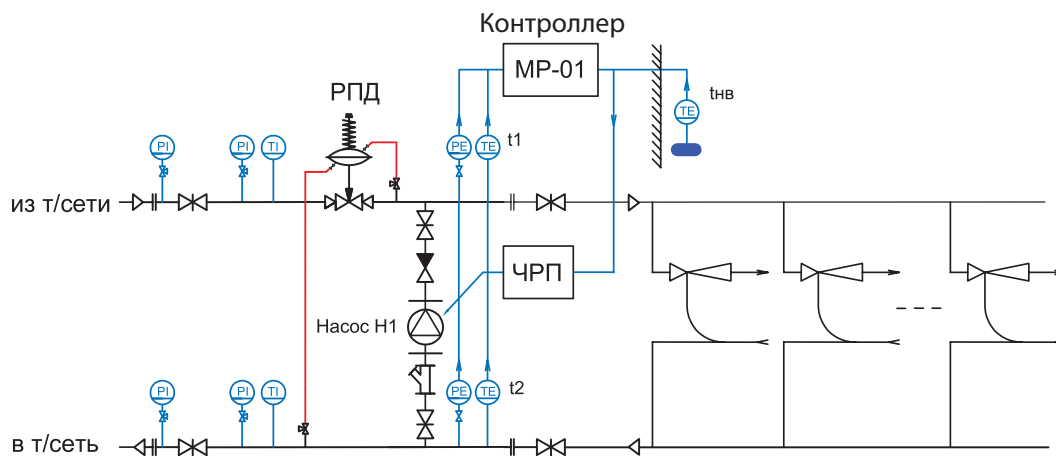 Контроллер
МР-01
РПД
tнв
TE
PI
PI
TI
PE
TE
t1
из т/сети
ЧРП
Насос Н1
PI
PI
TI
PE
TE
t2
в т/сеть